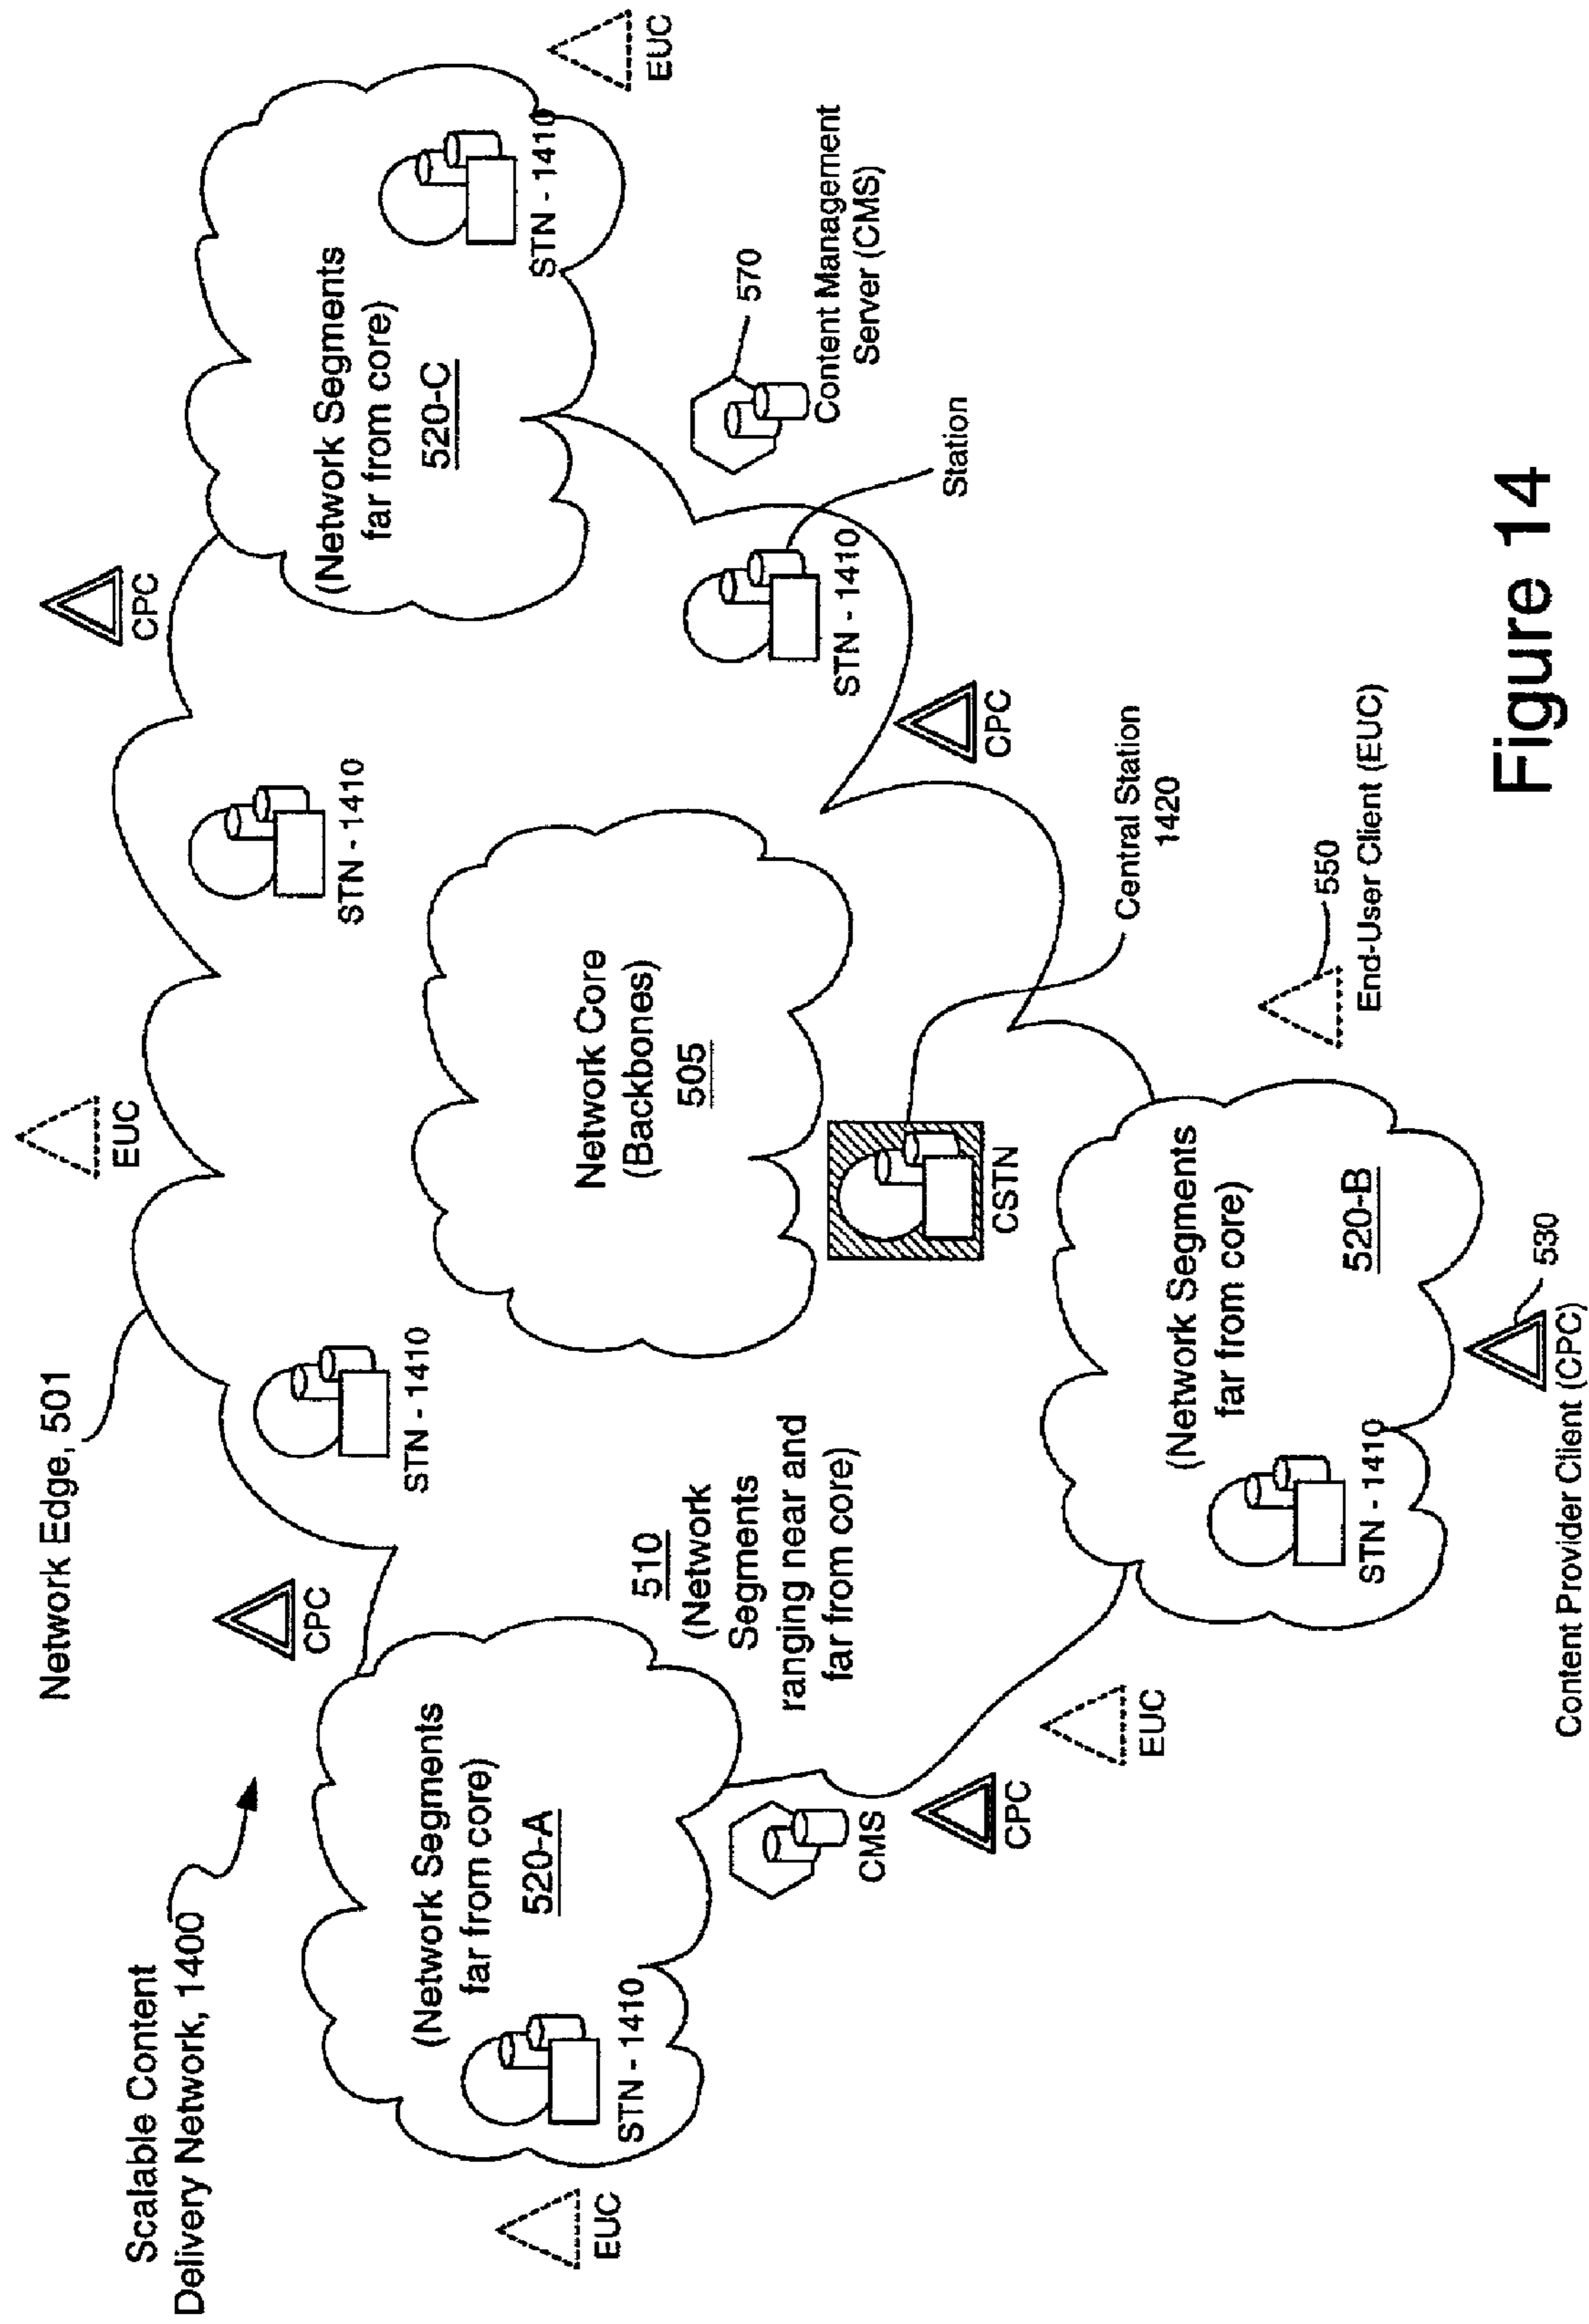 Scalable Content
Delivery Network, 1400
Network Edge, 501
EUC
CPC
EUC
CPC
STN - 1410
STN - 1410
(Network Segments
far from core)
520-C
STN - 1410
EUC
(Network Segments
far from core)
520-A
STN - 1410
EUC
Network Core
(Backbones)
505
510
(Network
Segments
ranging near and
far from core)
CMS
CPC
EUC
CSTN
STN - 1410
570
Content Management
Server (CMS)
Station
CPC
Central Station
1420
(Network Segments
far from core)
520-B
STN - 1410
550
End-User Client (EUC)
530
Content Provider Client (CPC)
Figure 14